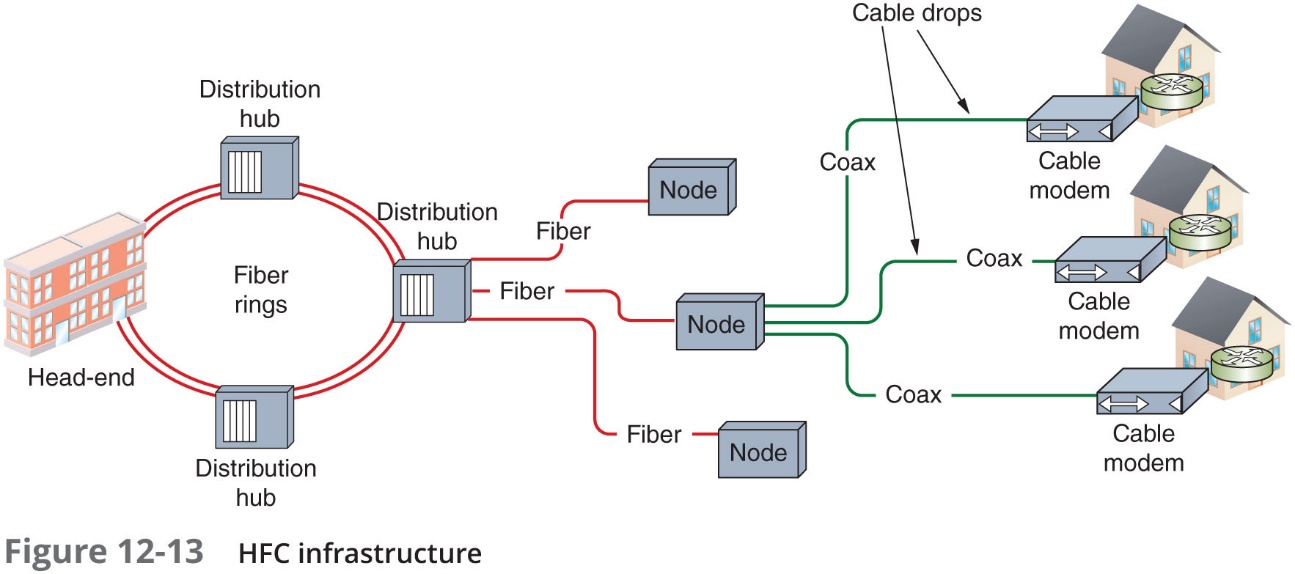 Cable drops
Distribution
hub
Cable
modem
Coax
Node
Distribution
hub
Fiber
Fiber
rings
Fiber
Coax
Cable
modem
Node
Head-end
Coax
Fiber
Node
Cable
modem
Distribution
hub
Figure 12-13 HFC infrastructure